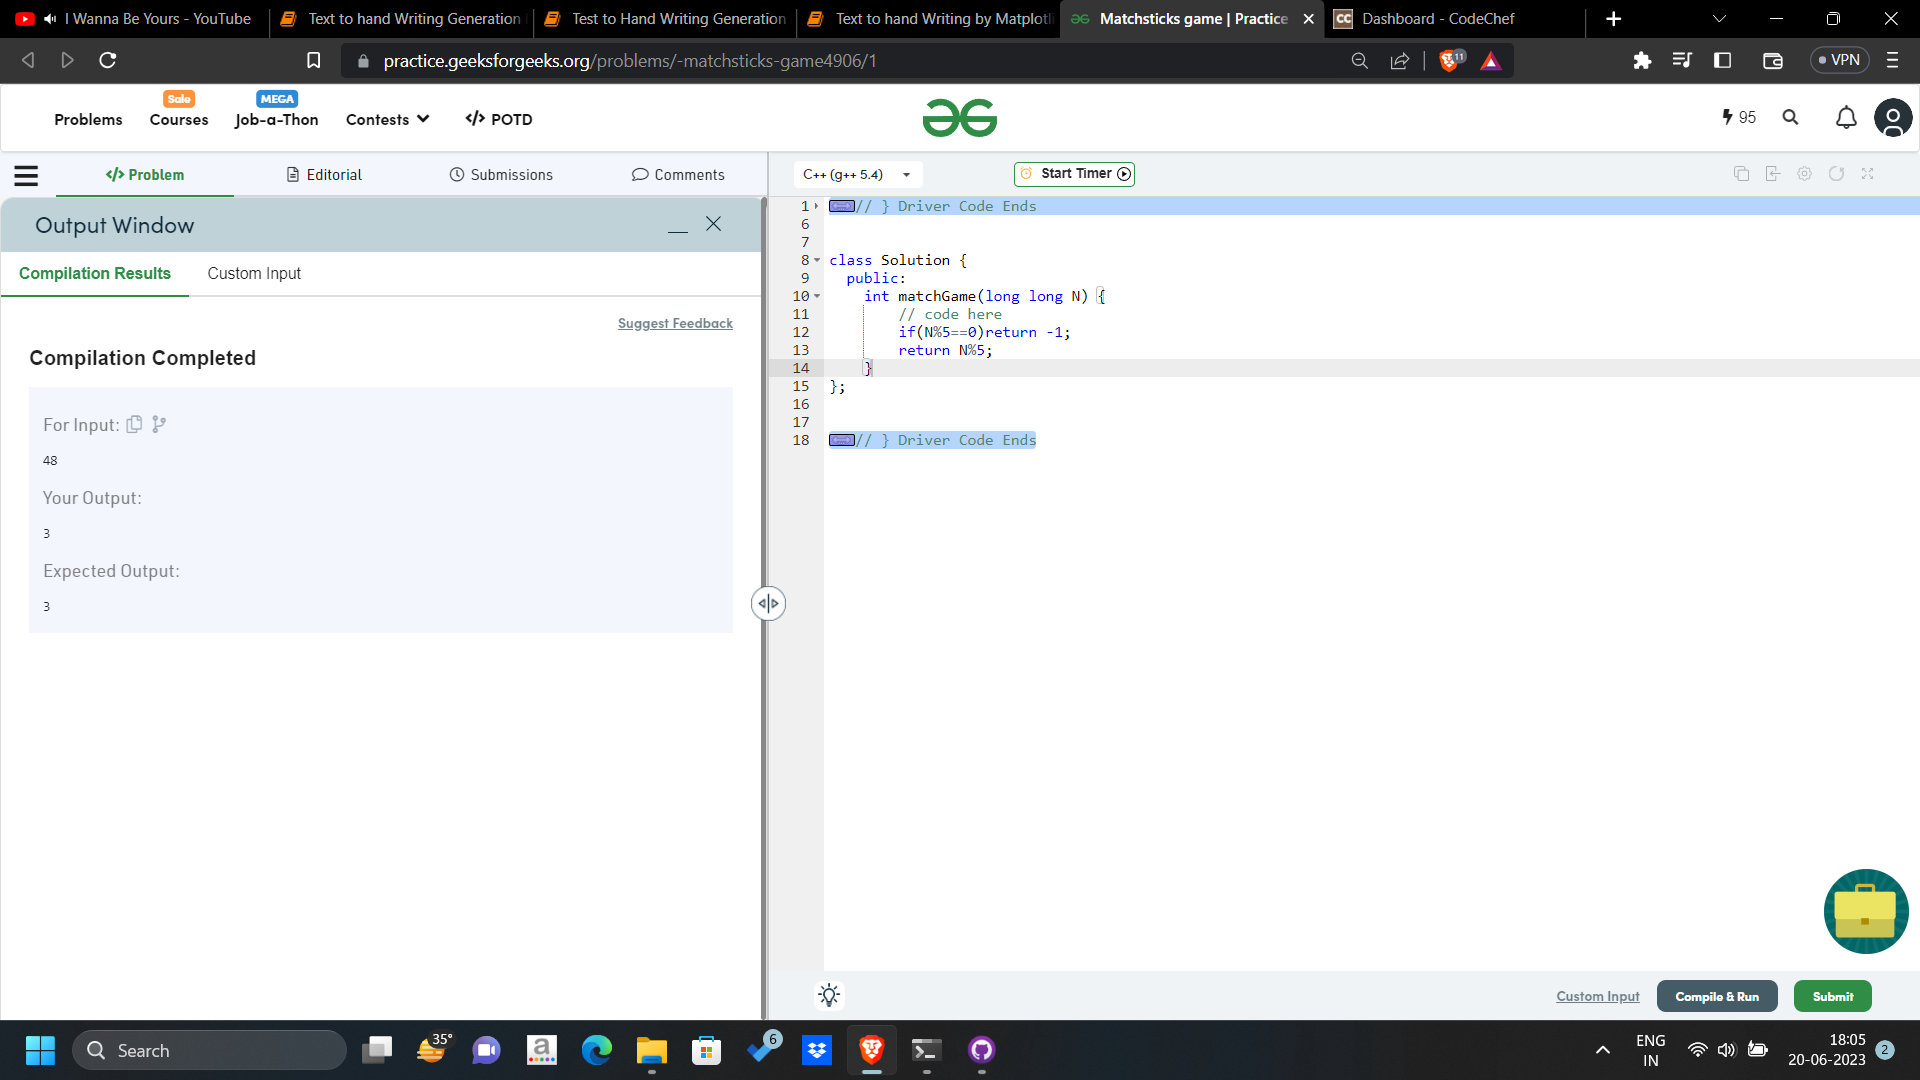 I Wanna Be Yours - YouTube
Text to hand Writing Generation
Test to Hand Writing Generation
Text to hand Writing by Matplotl
Matchsticks game | Practice
CC Dashboard - CodeChef
practice.geeksforgeeks.org/problems/-matchsticks-game4906/1
11
VPN
Sale
MEGA
Problems
Courses
Job-a-Thon
Contests
</> POTD
95
</> Problem
Editorial
Submissions
Comments
C++ (g++ 5.4)
Start Timer
Output Window
Compilation Results
Custom Input
Suggest Feedback
Compilation Completed
For Input:
48
Your Output:
3
Expected Output:
3
1 // } Driver Code Ends
6
7
8 class Solution {
9 public:
10 int matchGame(long long N) {
11 // code here
12 if(N%5==0)return -1;
13 return N%5;
14 }
15 };
16
17
18 // } Driver Code Ends
Custom Input
Compile & Run
Submit
Search
35°
a
6
ENG
IN
18:05
20-06-2023
2